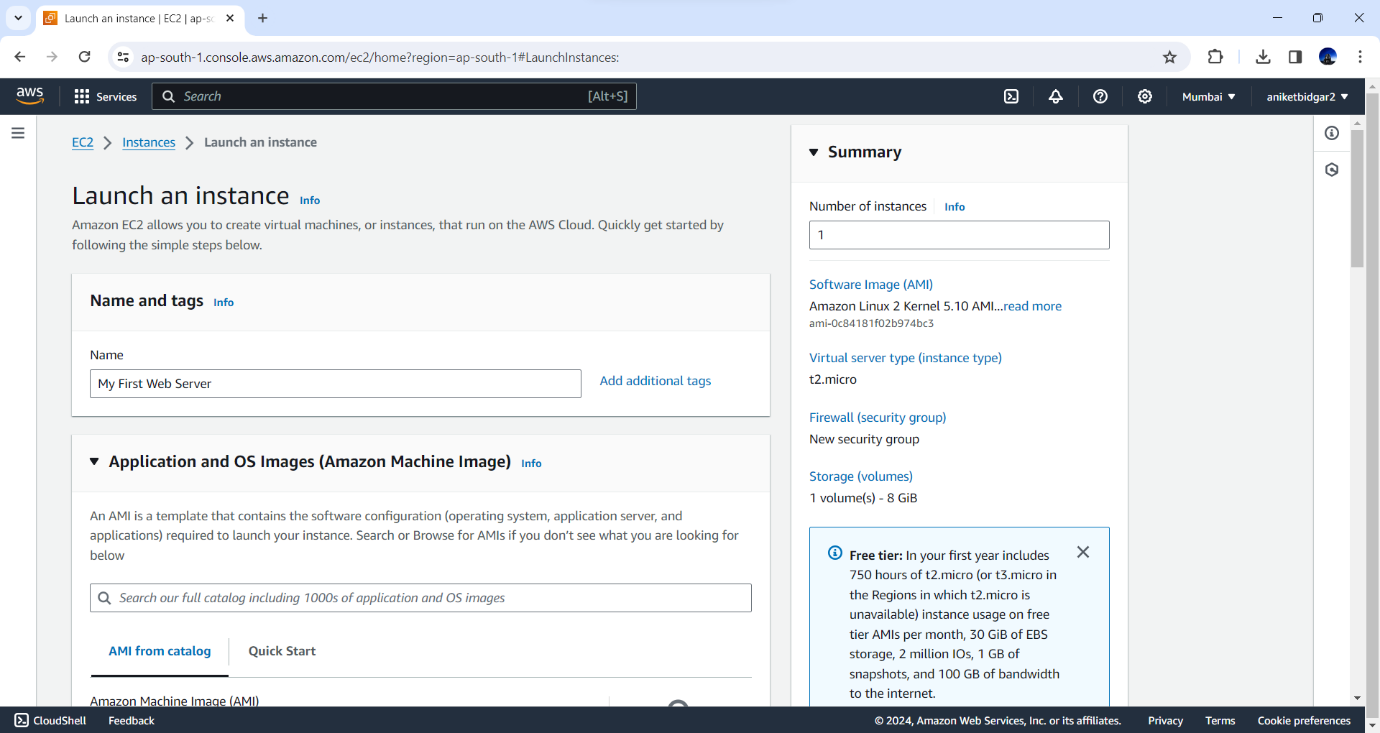 Launch an instance | EC2 | ap-sc
ap-south-1.console.aws.amazon.com/ec2/home?region=ap-south-1#LaunchInstances:
aws
Services
Search
[Alt+S]
Mumbai
aniketbidgar2
EC2
Instances
Launch an instance
Launch an instance Info
Amazon EC2 allows you to create virtual machines, or instances, that run on the AWS Cloud. Quickly get started by
following the simple steps below.
Name and tags Info
Name
My First Web Server
Add additional tags
Application and OS Images (Amazon Machine Image) Info
An AMI is a template that contains the software configuration (operating system, application server, and
applications) required to launch your instance. Search or Browse for AMIs if you don't see what you are looking for
below
Search our full catalog including 1000s of application and OS images
AMI from catalog
Quick Start
Amazon Machine Image (AMI)
Summary
Number of instances Info
1
Software Image (AMI)
Amazon Linux 2 Kernel 5.10 AMI...read more
ami-0c84181f02b974bc3
Virtual server type (instance type)
t2.micro
Firewall (security group)
New security group
Storage (volumes)
1 volume(s) - 8 GiB
Free tier: In your first year includes
750 hours of t2.micro (or t3.micro in
the Regions in which t2.micro is
unavailable) instance usage on free
tier AMIs per month, 30 GiB of EBS
storage, 2 million IOs, 1 GB of
snapshots, and 100 GB of bandwidth
to the internet.
CloudShell
Feedback
© 2024, Amazon Web Services, Inc. or its affiliates.
Privacy
Terms
Cookie preferences